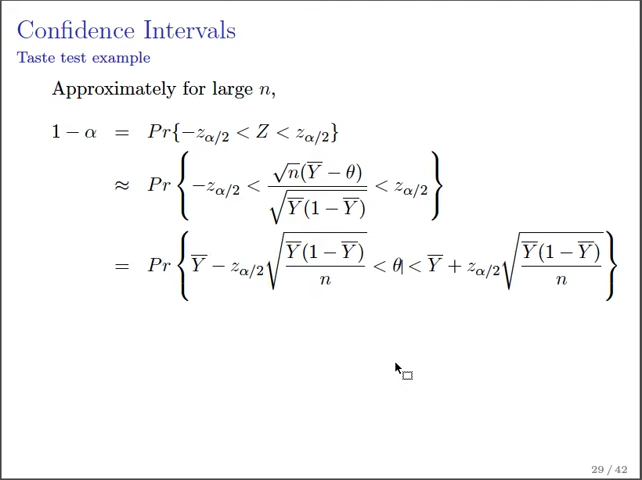 Confidence Intervals
Taste test example
Approximately for large n,
1 − α = Pr{−z_{α/2} < Z < z_{α/2}}
≈ Pr{−z_{α/2} < √n(Y̅ − θ) / √(Y̅(1 − Y̅)) < z_{α/2}}
= Pr{Y̅ − z_{α/2} √(Y̅(1 − Y̅) / n) < θ < Y̅ + z_{α/2} √(Y̅(1 − Y̅) / n)}
29 / 42